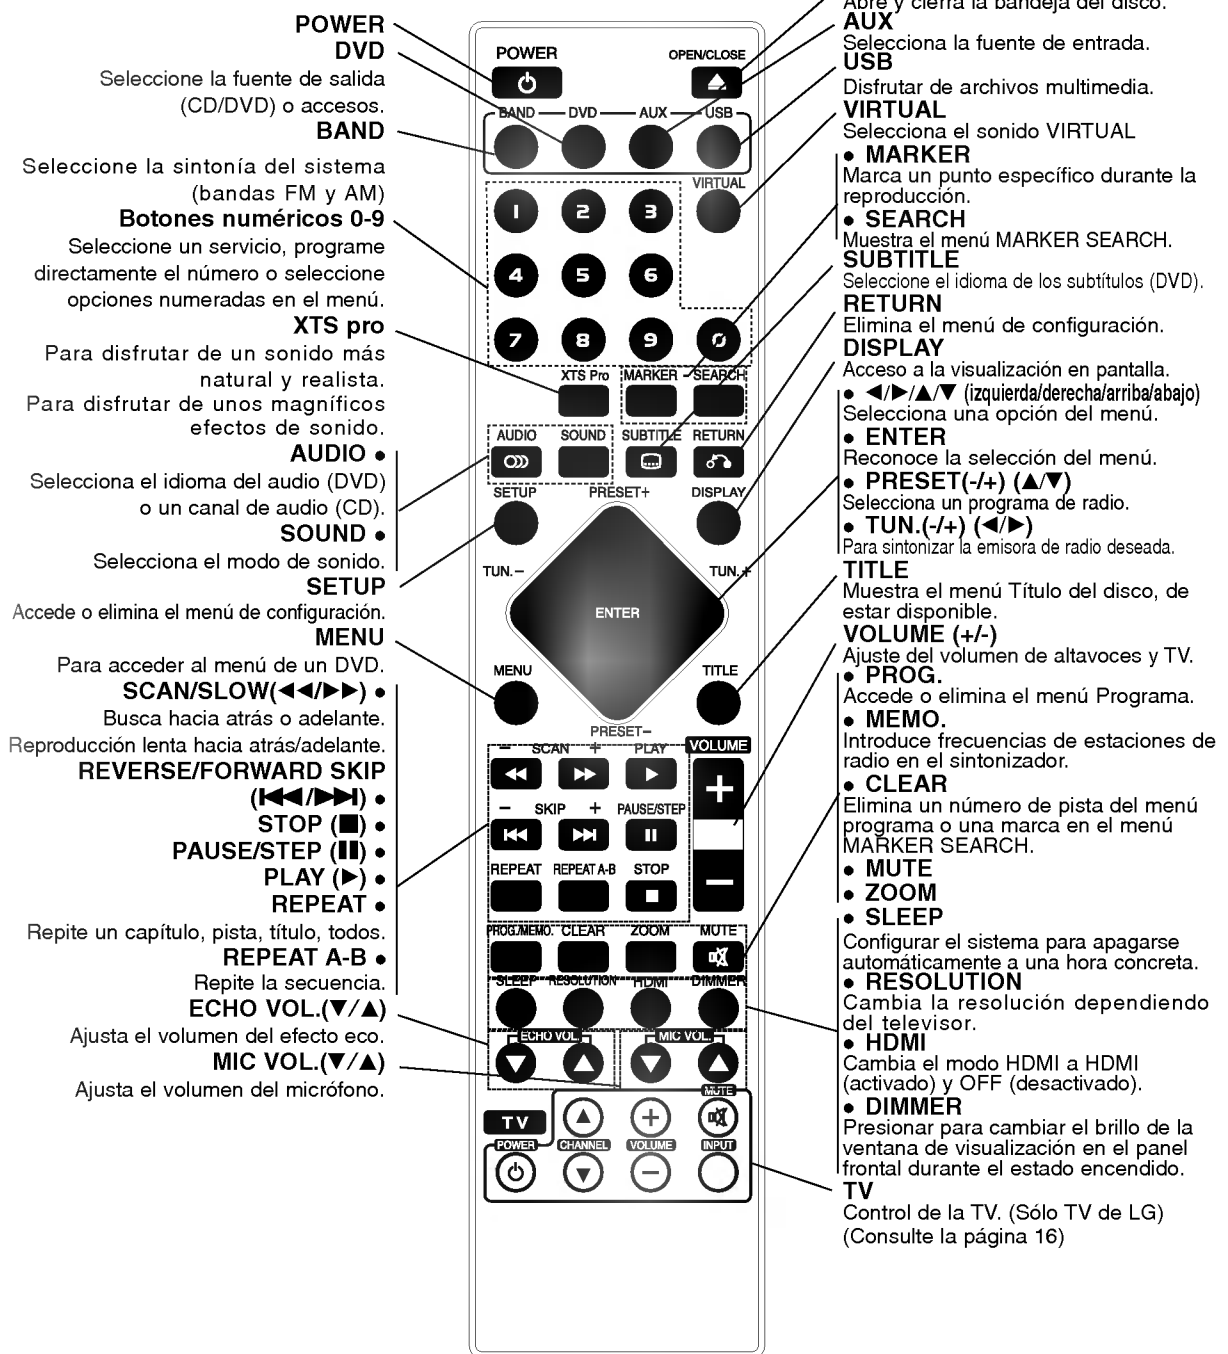 POWER
DVD
Seleccione la fuente de salida
(CD/DVD) o accesos.
BAND
Seleccione la sintonía del sistema
(bandas FM y AM)
Botones numéricos 0-9
Seleccione un servicio, programe
directamente el número o seleccione
opciones numeradas en el menú.
XTS pro
Para disfrutar de un sonido más
natural y realista.
Para disfrutar de unos magníficos
efectos de sonido.
AUDIO •
Selecciona el idioma del audio (DVD)
o un canal de audio (CD).
SOUND •
Selecciona el modo de sonido.
SETUP
Accede o elimina el menú de configuración.
MENU
Para acceder al menú de un DVD.
SCAN/SLOW(◄◄/►►) •
Busca hacia atrás o adelante.
Reproducción lenta hacia atrás/adelante.
REVERSE/FORWARD SKIP
(|◄◄/►►|) •
STOP (■) •
PAUSE/STEP (❚❚) •
PLAY (►) •
REPEAT •
Repite un capítulo, pista, título, todos.
REPEAT A-B •
Repite la secuencia.
ECHO VOL.(▼/▲)
Ajusta el volumen del efecto eco.
MIC VOL.(▼/▲)
Ajusta el volumen del micrófono.
POWER OPEN/CLOSE
BAND DVD AUX USB
VIRTUAL
1 2 3
4 5 6
7 8 9 0
XTS Pro MARKER SEARCH
AUDIO SOUND SUBTITLE RETURN
SETUP PRESET+ DISPLAY
TUN.− TUN.+
ENTER
MENU TITLE
PRESET−
− SCAN + PLAY VOLUME
+
− SKIP + PAUSE/STEP
−
REPEAT REPEAT A-B STOP
PROG./MEMO. CLEAR ZOOM MUTE
SLEEP RESOLUTION HDMI DIMMER
ECHO VOL. MIC VOL.
MUTE
TV
POWER CHANNEL VOLUME INPUT
Abre y cierra la bandeja del disco.
AUX
Selecciona la fuente de entrada.
USB
Disfrutar de archivos multimedia.
VIRTUAL
Selecciona el sonido VIRTUAL
• MARKER
Marca un punto específico durante la
reproducción.
• SEARCH
Muestra el menú MARKER SEARCH.
SUBTITLE
Seleccione el idioma de los subtítulos (DVD).
RETURN
Elimina el menú de configuración.
DISPLAY
Acceso a la visualización en pantalla.
• ◄/►/▲/▼ (izquierda/derecha/arriba/abajo)
Selecciona una opción del menú.
• ENTER
Reconoce la selección del menú.
• PRESET(-/+) (▲/▼)
Selecciona un programa de radio.
• TUN.(-/+) (◄/►)
Para sintonizar la emisora de radio deseada.
TITLE
Muestra el menú Título del disco, de
estar disponible.
VOLUME (+/-)
Ajuste del volumen de altavoces y TV.
• PROG.
Accede o elimina el menú Programa.
• MEMO.
Introduce frecuencias de estaciones de
radio en el sintonizador.
• CLEAR
Elimina un número de pista del menú
programa o una marca en el menú
MARKER SEARCH.
• MUTE
• ZOOM
• SLEEP
Configurar el sistema para apagarse
automáticamente a una hora concreta.
• RESOLUTION
Cambia la resolución dependiendo
del televisor.
• HDMI
Cambia el modo HDMI a HDMI
(activado) y OFF (desactivado).
• DIMMER
Presionar para cambiar el brillo de la
ventana de visualización en el panel
frontal durante el estado encendido.
TV
Control de la TV. (Sólo TV de LG)
(Consulte la página 16)